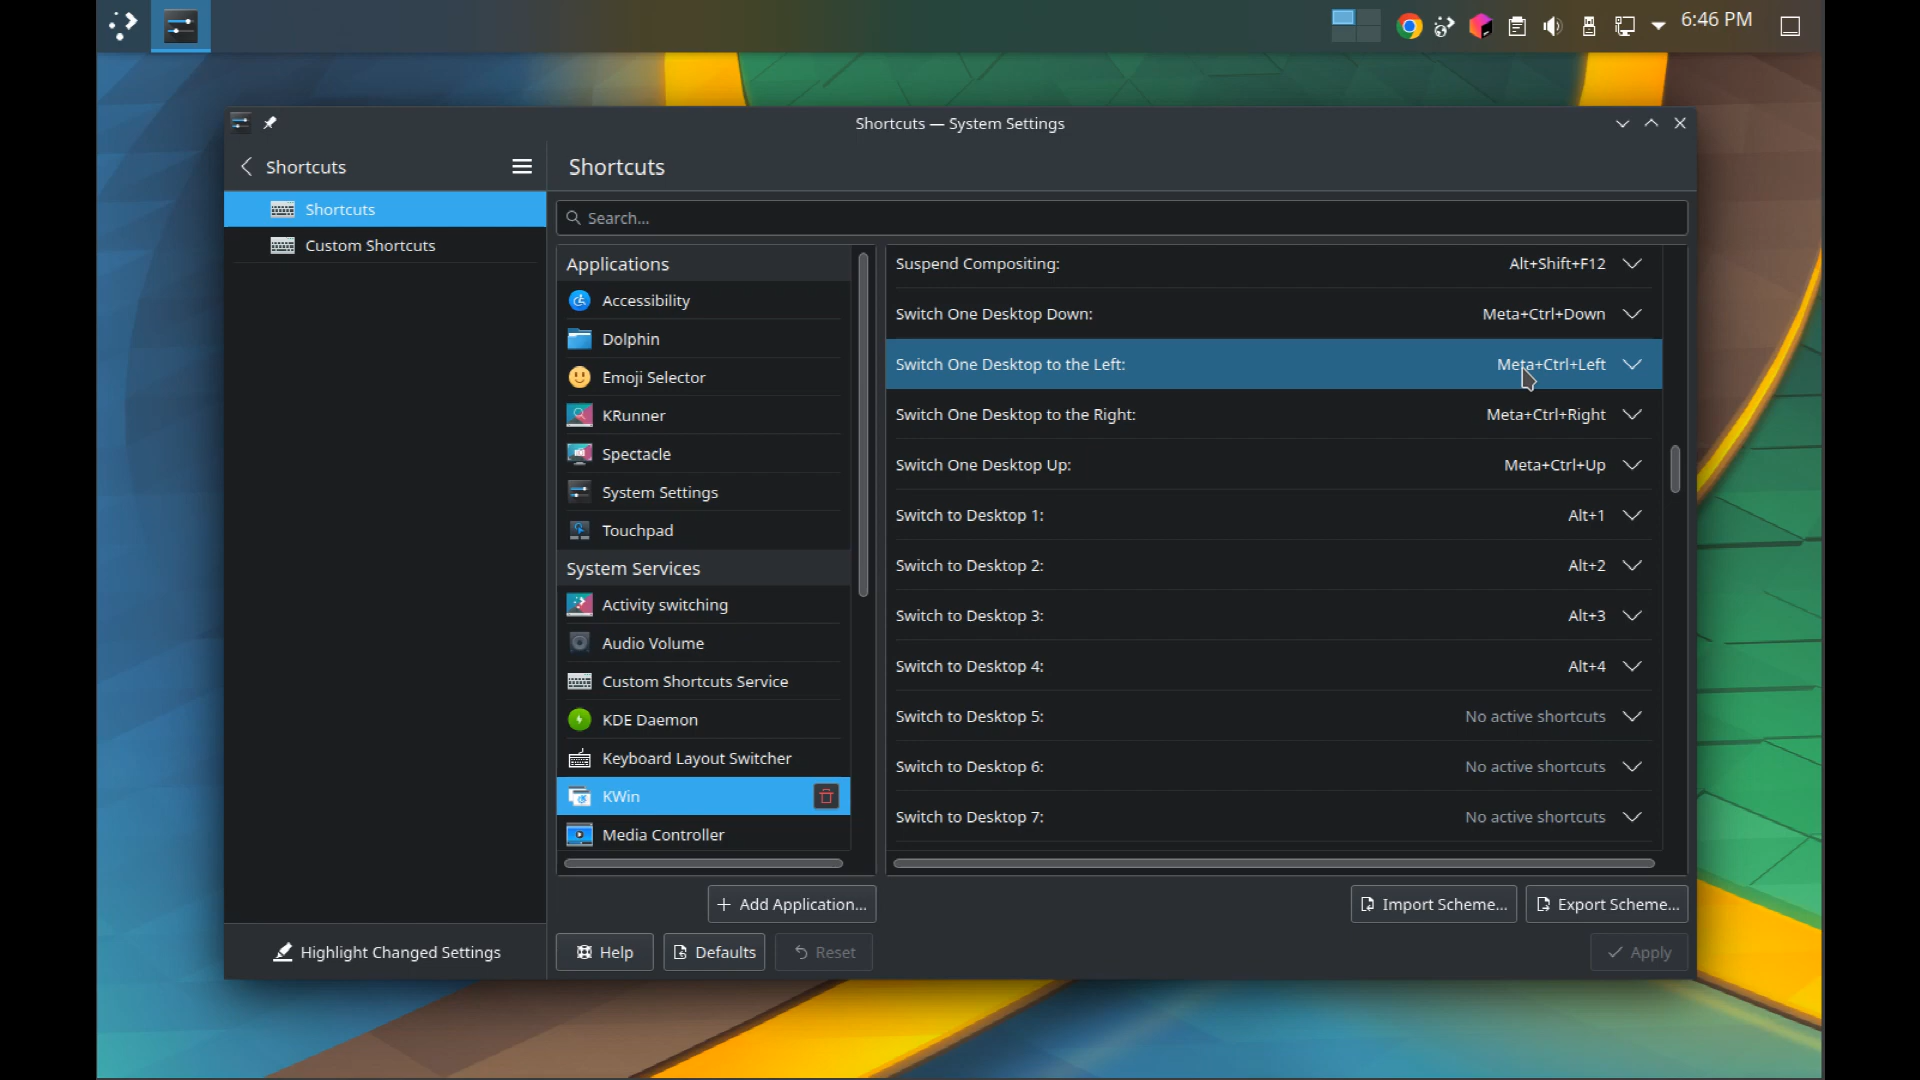 6:46 PM
Shortcuts — System Settings
Shortcuts
Shortcuts
Custom Shortcuts
Highlight Changed Settings
Shortcuts
Search...
Applications
Accessibility
Dolphin
Emoji Selector
KRunner
Spectacle
System Settings
Touchpad
System Services
Activity switching
Audio Volume
Custom Shortcuts Service
KDE Daemon
Keyboard Layout Switcher
KWin
Media Controller
Suspend Compositing: Alt+Shift+F12
Switch One Desktop Down: Meta+Ctrl+Down
Switch One Desktop to the Left: Meta+Ctrl+Left
Switch One Desktop to the Right: Meta+Ctrl+Right
Switch One Desktop Up: Meta+Ctrl+Up
Switch to Desktop 1: Alt+1
Switch to Desktop 2: Alt+2
Switch to Desktop 3: Alt+3
Switch to Desktop 4: Alt+4
Switch to Desktop 5: No active shortcuts
Switch to Desktop 6: No active shortcuts
Switch to Desktop 7: No active shortcuts
Add Application... Import Scheme... Export Scheme...
Help Defaults Reset Apply